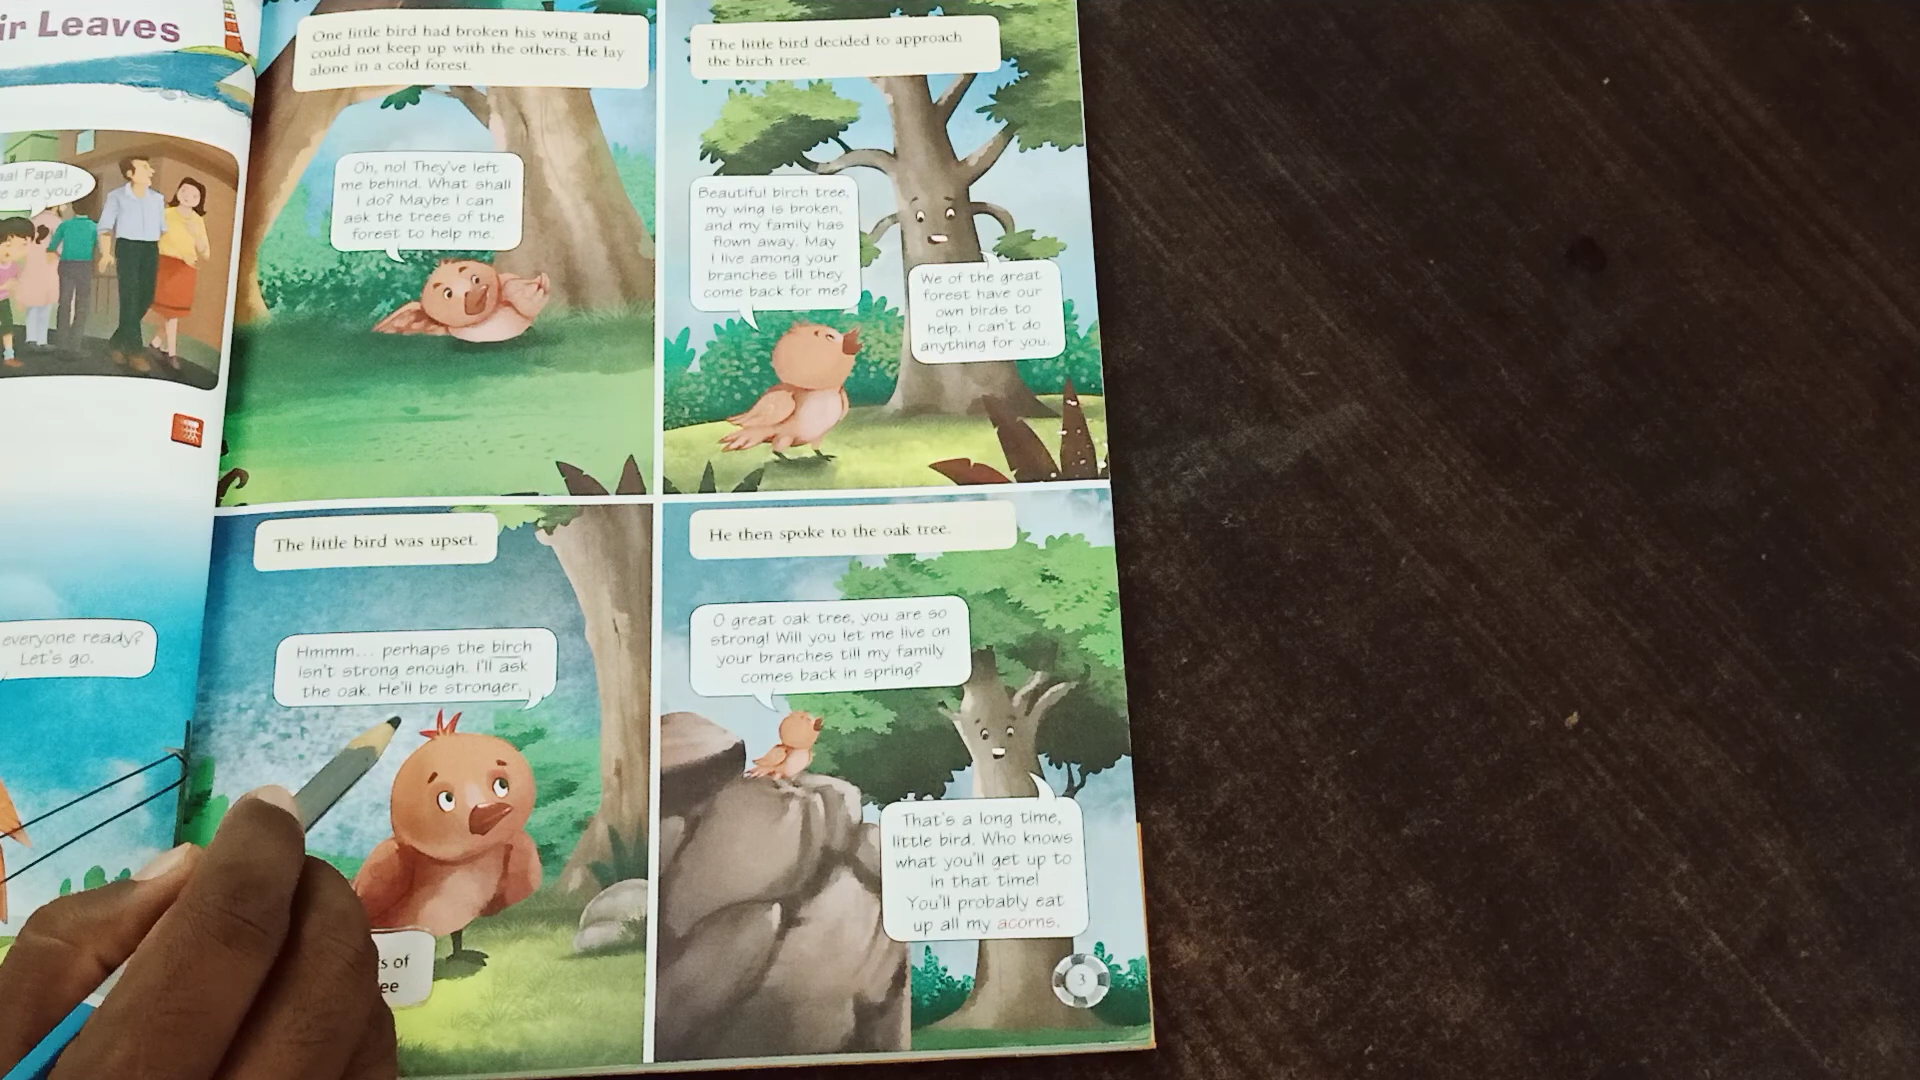 ir Leaves
Papa!
are you?
everyone ready?
Let's go.
One little bird had broken his wing and
could not keep up with the others. He lay
alone in a cold forest.
Oh, no! They've left
me behind. What shall
I do? Maybe I can
ask the trees of the
forest to help me.
The little bird decided to approach
the birch tree.
Beautiful birch tree,
my wing is broken,
and my family has
flown away. May
I live among your
branches till they
come back for me?
We of the great
forest have our
own birds to
help. I can't do
anything for you.
The little bird was upset.
Hmmm... perhaps the birch
isn't strong enough. I'll ask
the oak. He'll be stronger.
s of
ee
He then spoke to the oak tree.
O great oak tree, you are so
strong! Will you let me live on
your branches till my family
comes back in spring?
That's a long time,
little bird. Who knows
what you'll get up to
in that time!
You'll probably eat
up all my acorns.
3